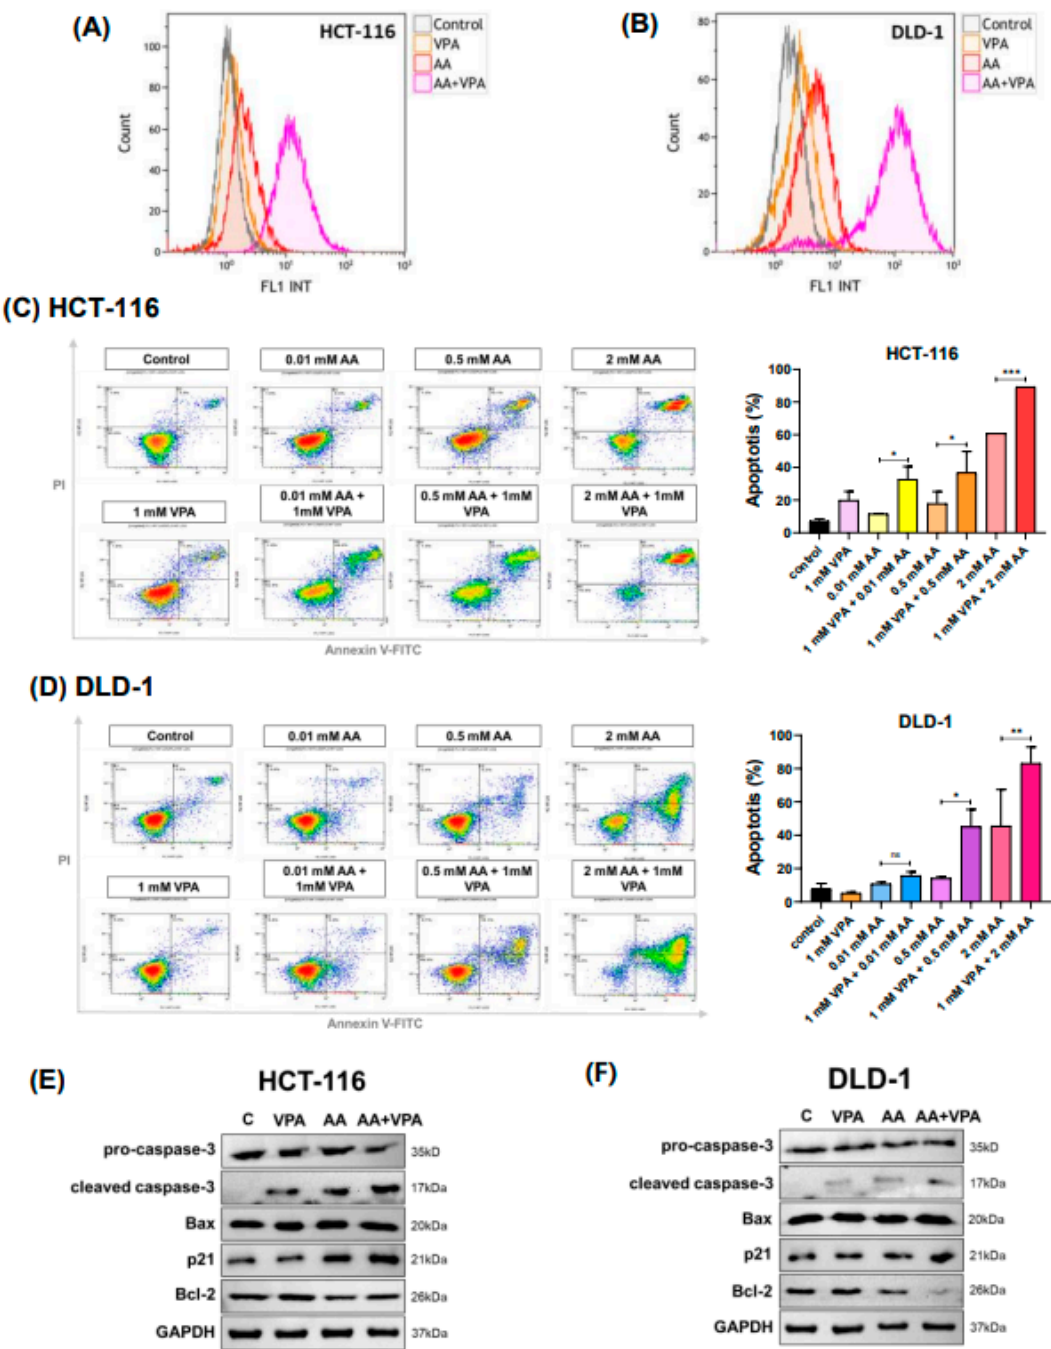 (A)
HCT-116
Control
VPA
AA
AA+VPA
Count
100
80
60
40
20
0
10⁰
10¹
10²
10³
FL1 INT
(B)
DLD-1
Control
VPA
AA
AA+VPA
Count
80
60
40
20
0
10⁰
10¹
10²
10³
FL1 INT
(C) HCT-116
Control
0.01 mM AA
0.5 mM AA
2 mM AA
PI
1 mM VPA
0.01 mM AA +
1mM VPA
0.5 mM AA + 1mM
VPA
2 mM AA + 1mM
VPA
Annexin V-FITC
HCT-116
Apoptotis (%)
100
80
60
40
20
0
*
*
***
control
1 mM VPA
0.01 mM AA
1 mM VPA + 0.01 mM AA
0.5 mM AA
1 mM VPA + 0.5 mM AA
2 mM AA
1 mM VPA + 2 mM AA
(D) DLD-1
Control
0.01 mM AA
0.5 mM AA
2 mM AA
PI
1 mM VPA
0.01 mM AA +
1mM VPA
0.5 mM AA + 1mM
VPA
2 mM AA + 1mM
VPA
Annexin V-FITC
DLD-1
Apoptotis (%)
100
80
60
40
20
0
ns
*
**
control
1 mM VPA
0.01 mM AA
1 mM VPA + 0.01 mM AA
0.5 mM AA
1 mM VPA + 0.5 mM AA
2 mM AA
1 mM VPA + 2 mM AA
(E)
HCT-116
C VPA AA AA+VPA
pro-caspase-3 35kD
cleaved caspase-3 17kDa
Bax 20kDa
p21 21kDa
Bcl-2 26kDa
GAPDH 37kDa
(F)
DLD-1
C VPA AA AA+VPA
pro-caspase-3 35kD
cleaved caspase-3 17kDa
Bax 20kDa
p21 21kDa
Bcl-2 26kDa
GAPDH 37kDa